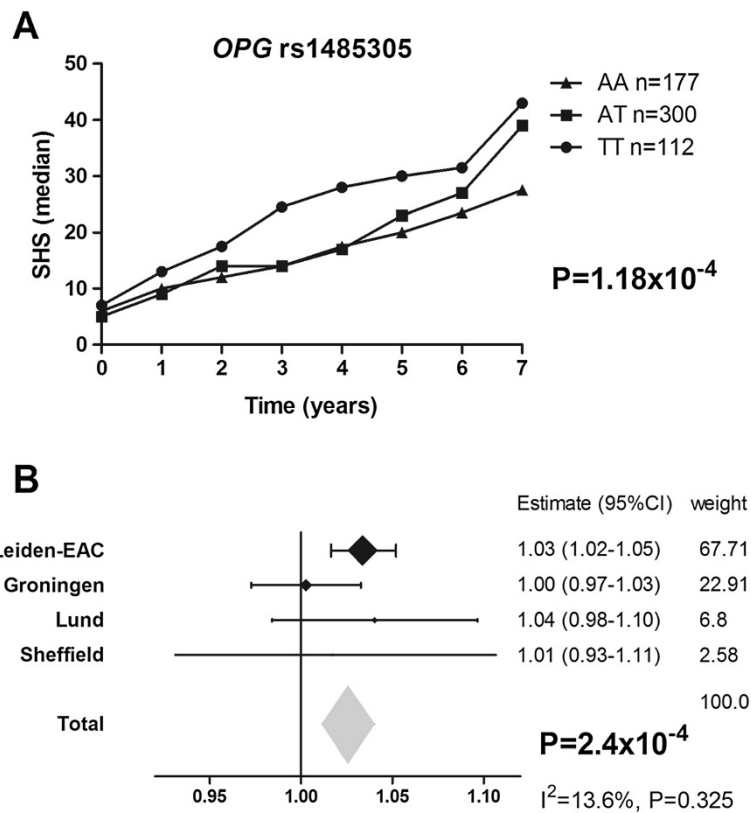 A
OPG rs1485305
50
40
30
20
10
0
SHS (median)
0 1 2 3 4 5 6 7
Time (years)
AA n=177
AT n=300
TT n=112
P=1.18x10⁻⁴
B
Estimate (95%CI) weight
Leiden-EAC 1.03 (1.02-1.05) 67.71
Groningen 1.00 (0.97-1.03) 22.91
Lund 1.04 (0.98-1.10) 6.8
Sheffield 1.01 (0.93-1.11) 2.58
100.0
Total
P=2.4x10⁻⁴
0.95 1.00 1.05 1.10
I²=13.6%, P=0.325